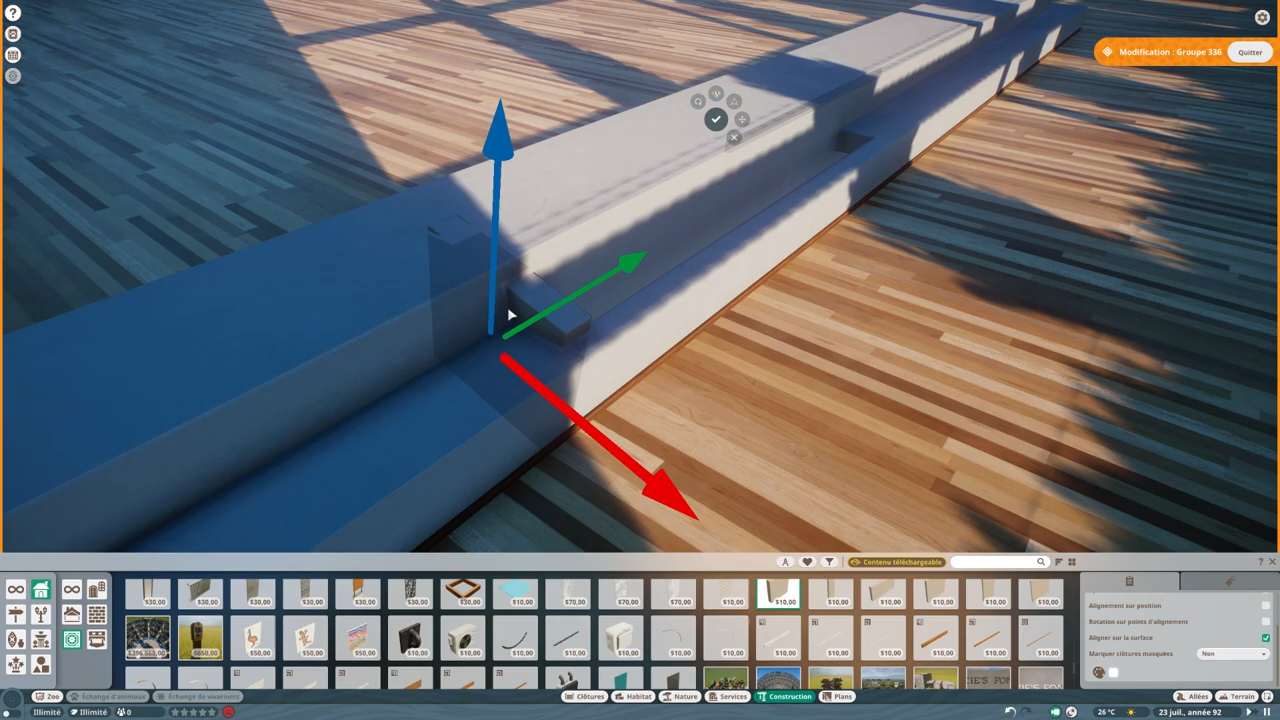 ?
Modification : Groupe 336
Quitter
A
Contenu téléchargeable
? ×
$30,00 $30,00 $30,00 $30,00 $30,00 $30,00 $30,00 $10,00 $70,00 $70,00 $70,00 $10,00 $10,00 $10,00 $10,00 $10,00 $10,00 $10,00
$650,00 $50,00 $50,00 $50,00 $10,00 $10,00 $10,00 $10,00 $10,00 $10,00 $10,00 $10,00 $10,00 $10,00 $10,00 $10,00 $10,00
Alignement sur position
Rotation sur points d'alignement
Aligner sur la surface
Marquer clôtures masquées
Non
Zoo
Échange d'animaux
Échange de vivariums
Clôtures
Habitat
Nature
Services
Construction
Plans
Allées
Terrain
Illimité
Illimité
0
26 °C
23 juil., année 92